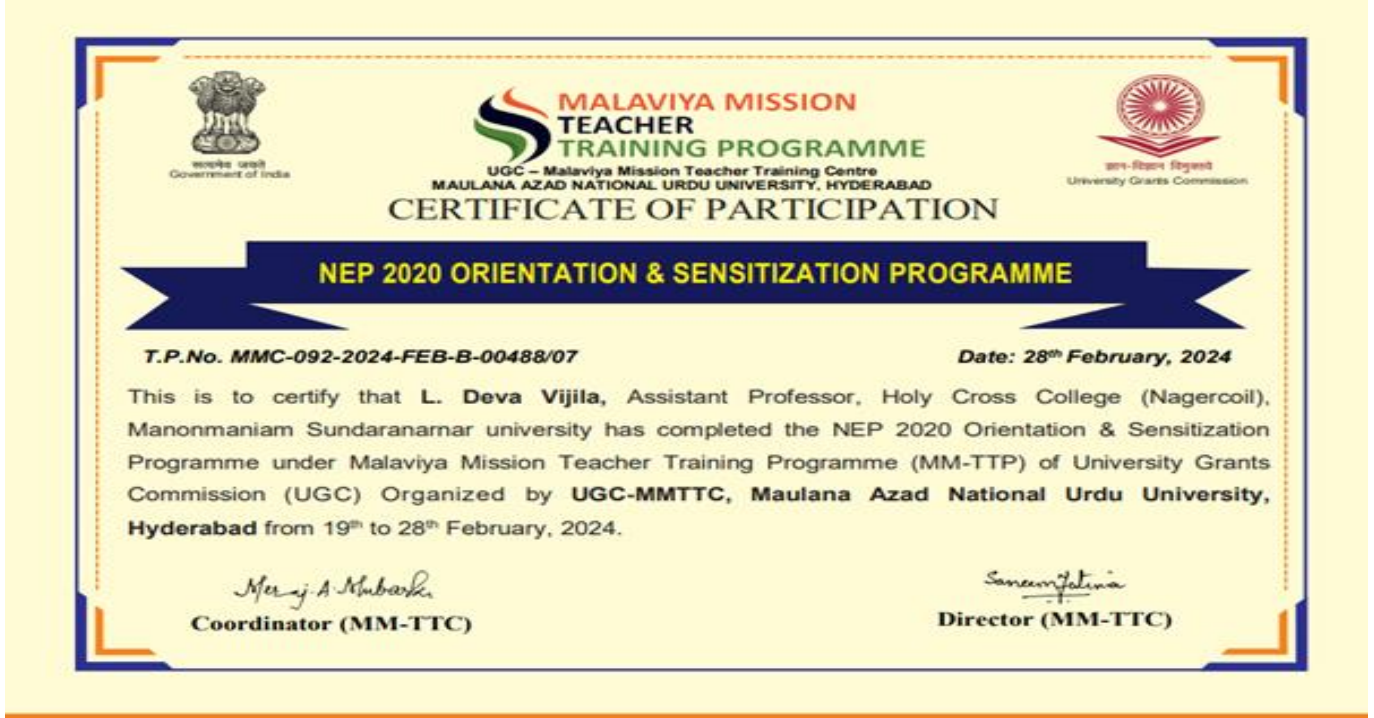 सत्यमेव जयते
Government of India
MALAVIYA MISSION
TEACHER
TRAINING PROGRAMME
UGC – Malaviya Mission Teacher Training Centre
MAULANA AZAD NATIONAL URDU UNIVERSITY, HYDERABAD
ज्ञान-विज्ञान विमुक्तये
University Grants Commission
CERTIFICATE OF PARTICIPATION
NEP 2020 ORIENTATION & SENSITIZATION PROGRAMME
T.P.No. MMC-092-2024-FEB-B-00488/07 Date: 28th February, 2024
This is to certify that L. Deva Vijila, Assistant Professor, Holy Cross College (Nagercoil),
Manonmaniam Sundaranarnar university has completed the NEP 2020 Orientation & Sensitization
Programme under Malaviya Mission Teacher Training Programme (MM-TTP) of University Grants
Commission (UGC) Organized by UGC-MMTTC, Maulana Azad National Urdu University,
Hyderabad from 19th to 28th February, 2024.
Coordinator (MM-TTC)
Director (MM-TTC)